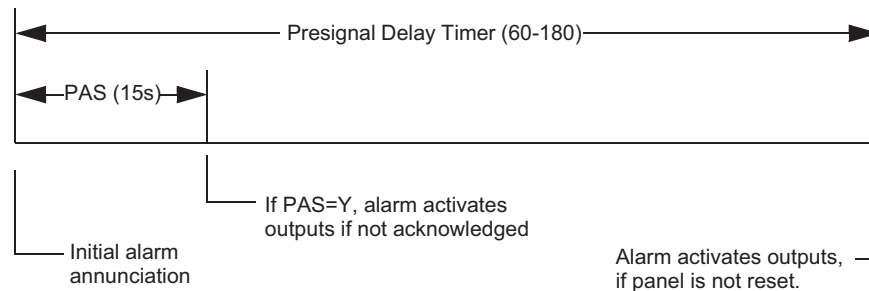 Presignal Delay Timer (60-180)
PAS (15s)
If PAS=Y, alarm activates
outputs if not acknowledged
Initial alarm
annunciation
Alarm activates outputs,
if panel is not reset.